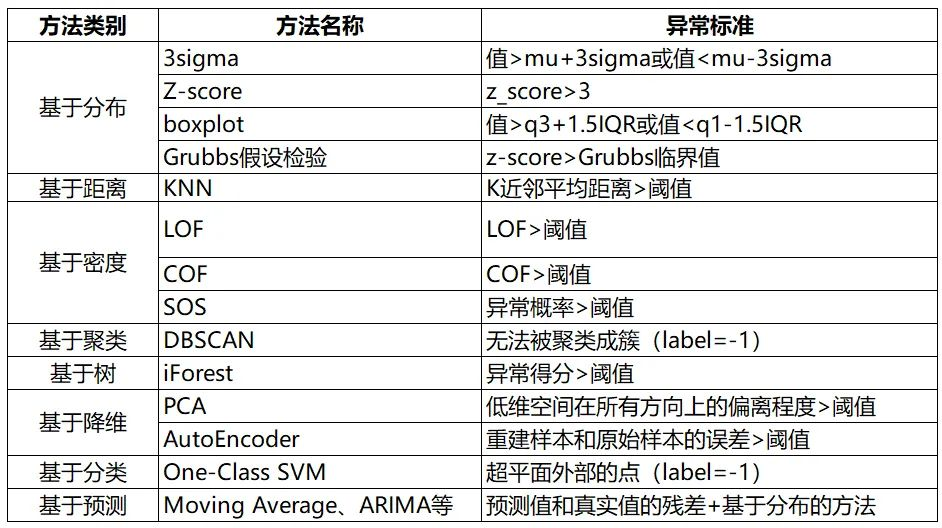 方法类别 方法名称 异常标准
基于分布 3sigma 值>mu+3sigma或值<mu-3sigma
Z-score z_score>3
boxplot 值>q3+1.5IQR或值<q1-1.5IQR
Grubbs假设检验 z-score>Grubbs临界值
基于距离 KNN K近邻平均距离>阈值
基于密度 LOF LOF>阈值
COF COF>阈值
SOS 异常概率>阈值
基于聚类 DBSCAN 无法被聚类成簇（label=-1）
基于树 iForest 异常得分>阈值
基于降维 PCA 低维空间在所有方向上的偏离程度>阈值
AutoEncoder 重建样本和原始样本的误差>阈值
基于分类 One-Class SVM 超平面外部的点（label=-1）
基于预测 Moving Average、ARIMA等 预测值和真实值的残差+基于分布的方法